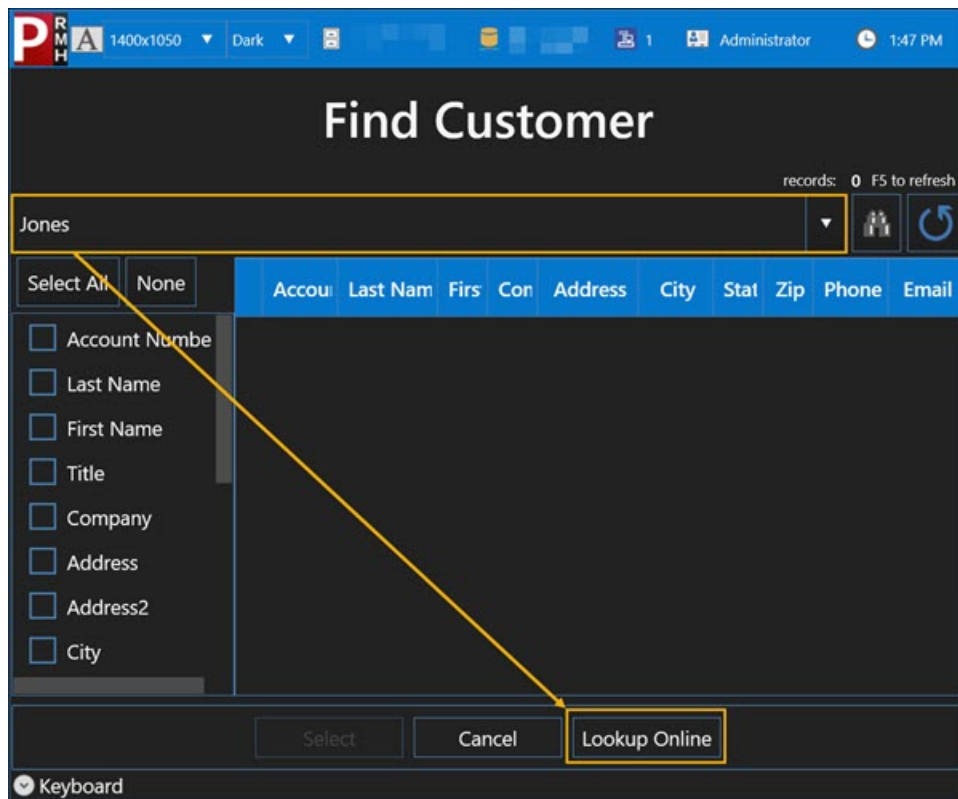 P RMH A 1400x1050 Dark 1 Administrator 1:47 PM
Find Customer
records: 0 F5 to refresh
Jones
Select All None
Accou Last Nam Firs Con Address City Stat Zip Phone Email
Account Numbe
Last Name
First Name
Title
Company
Address
Address2
City
Select Cancel Lookup Online
Keyboard